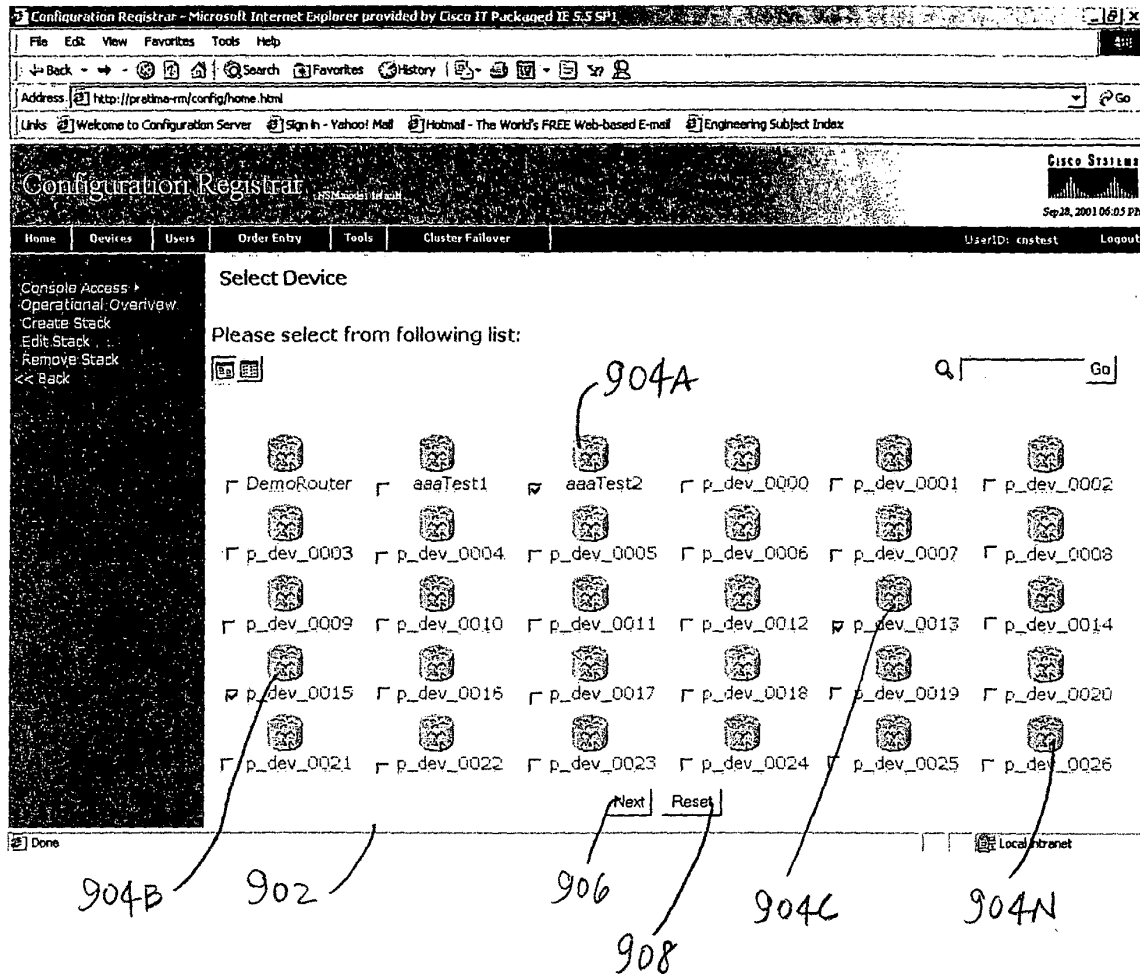 Configuration Registrar - Microsoft Internet Explorer provided by Cisco IT Packaged IE 5.5 SP1
File Edit View Favorites Tools Help
Back Search Favorites History
Address http://pratima-rm/config/home.html Go
Links Welcome to Configuration Server Sign in - Yahoo! Mail Hotmail - The World's FREE Web-based E-mail Engineering Subject Index
Configuration Registrar
CISCO SYSTEMS
Sep 28, 2001 06:05 PM
Home Devices Users Order Entry Tools Cluster Failover UserID: cnstest Logout
Console Access
Operational Overivew
Create Stack
Edit Stack
Remove Stack
<< Back
Select Device
Please select from following list:
Go
904A
DemoRouter aaaTest1 aaaTest2 p_dev_0000 p_dev_0001 p_dev_0002
p_dev_0003 p_dev_0004 p_dev_0005 p_dev_0006 p_dev_0007 p_dev_0008
p_dev_0009 p_dev_0010 p_dev_0011 p_dev_0012 p_dev_0013 p_dev_0014
p_dev_0015 p_dev_0016 p_dev_0017 p_dev_0018 p_dev_0019 p_dev_0020
p_dev_0021 p_dev_0022 p_dev_0023 p_dev_0024 p_dev_0025 p_dev_0026
Next Reset
Done Local intranet
904B 902 906 904C 904N
908